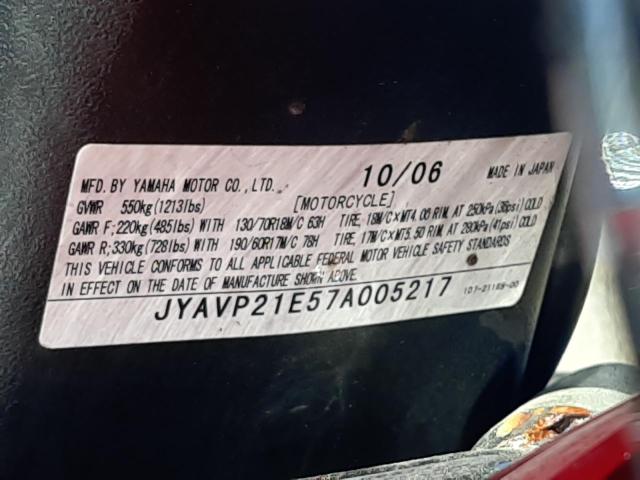 MFD. BY YAMAHA MOTOR CO., LTD. 10/06 MADE IN JAPAN
GVWR 550kg (1213lbs) [MOTORCYCLE]
GAWR F; 220kg (485lbs) WITH 130/70R18M/C 63H TIRE, 18M/C×MT4.00 RIM, AT 250kPa (36psi) COLD
GAWR R; 330kg (728lbs) WITH 190/60R17M/C 78H TIRE, 17M/C×MT5.50 RIM, AT 280kPa (41psi) COLD
THIS VEHICLE CONFORMS TO ALL APPLICABLE FEDERAL MOTOR VEHICLE SAFETY STANDARDS
IN EFFECT ON THE DATE OF MANUFACTURE SHOWN ABOVE.
JYAVP21E57A005217